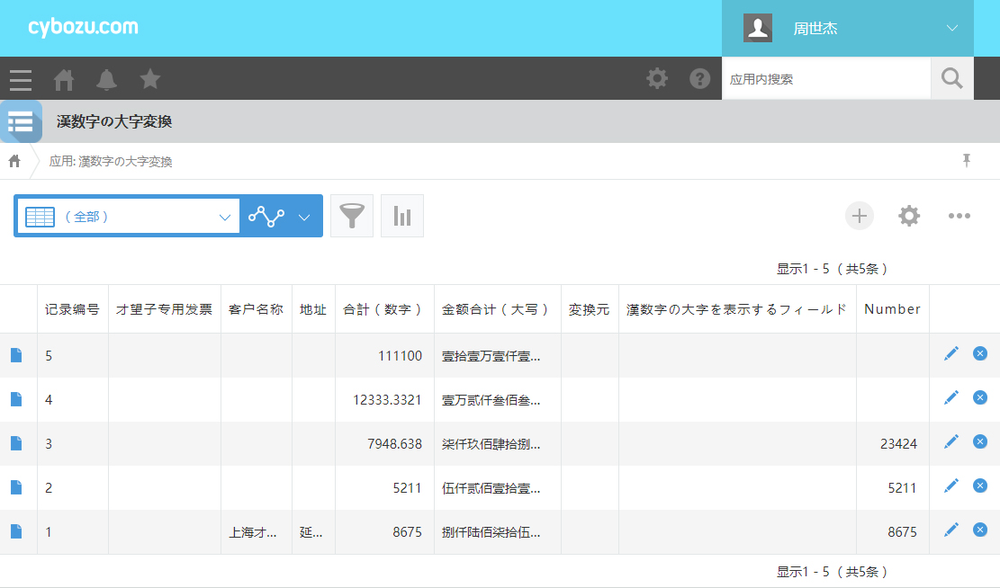 cybozu.com
周世杰
应用内搜索
漢数字の大字変換
应用: 漢数字の大字変換
（全部）
显示1 - 5（共5条）
记录编号 才望子专用发票 客户名称 地址 合計（数字） 金额合计（大写） 変換元 漢数字の大字を表示するフィールド Number
5 111100 壹拾壹万壹仟壹...
4 12333.3321 壹万贰仟叁佰叁...
3 7948.638 柒仟玖佰肆拾捌... 23424
2 5211 伍仟贰佰壹拾壹... 5211
1 上海才... 延... 8675 捌仟陆佰柒拾伍... 8675
显示1 - 5（共5条）